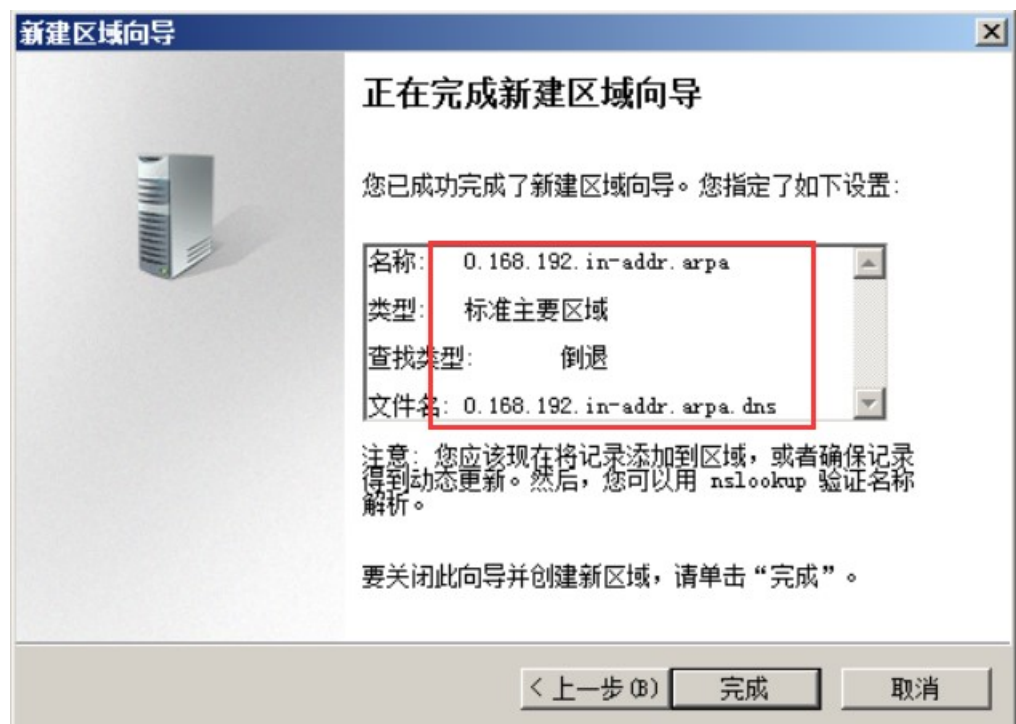 新建区域向导
正在完成新建区域向导
您已成功完成了新建区域向导。您指定了如下设置:
名称: 0.168.192.in-addr.arpa
类型: 标准主要区域
查找类型: 倒退
文件名: 0.168.192.in-addr.arpa.dns
注意: 您应该现在将记录添加到区域，或者确保记录
得到动态更新。然后，您可以用 nslookup 验证名称
解析。
要关闭此向导并创建新区域，请单击“完成”。
< 上一步(B)
完成
取消